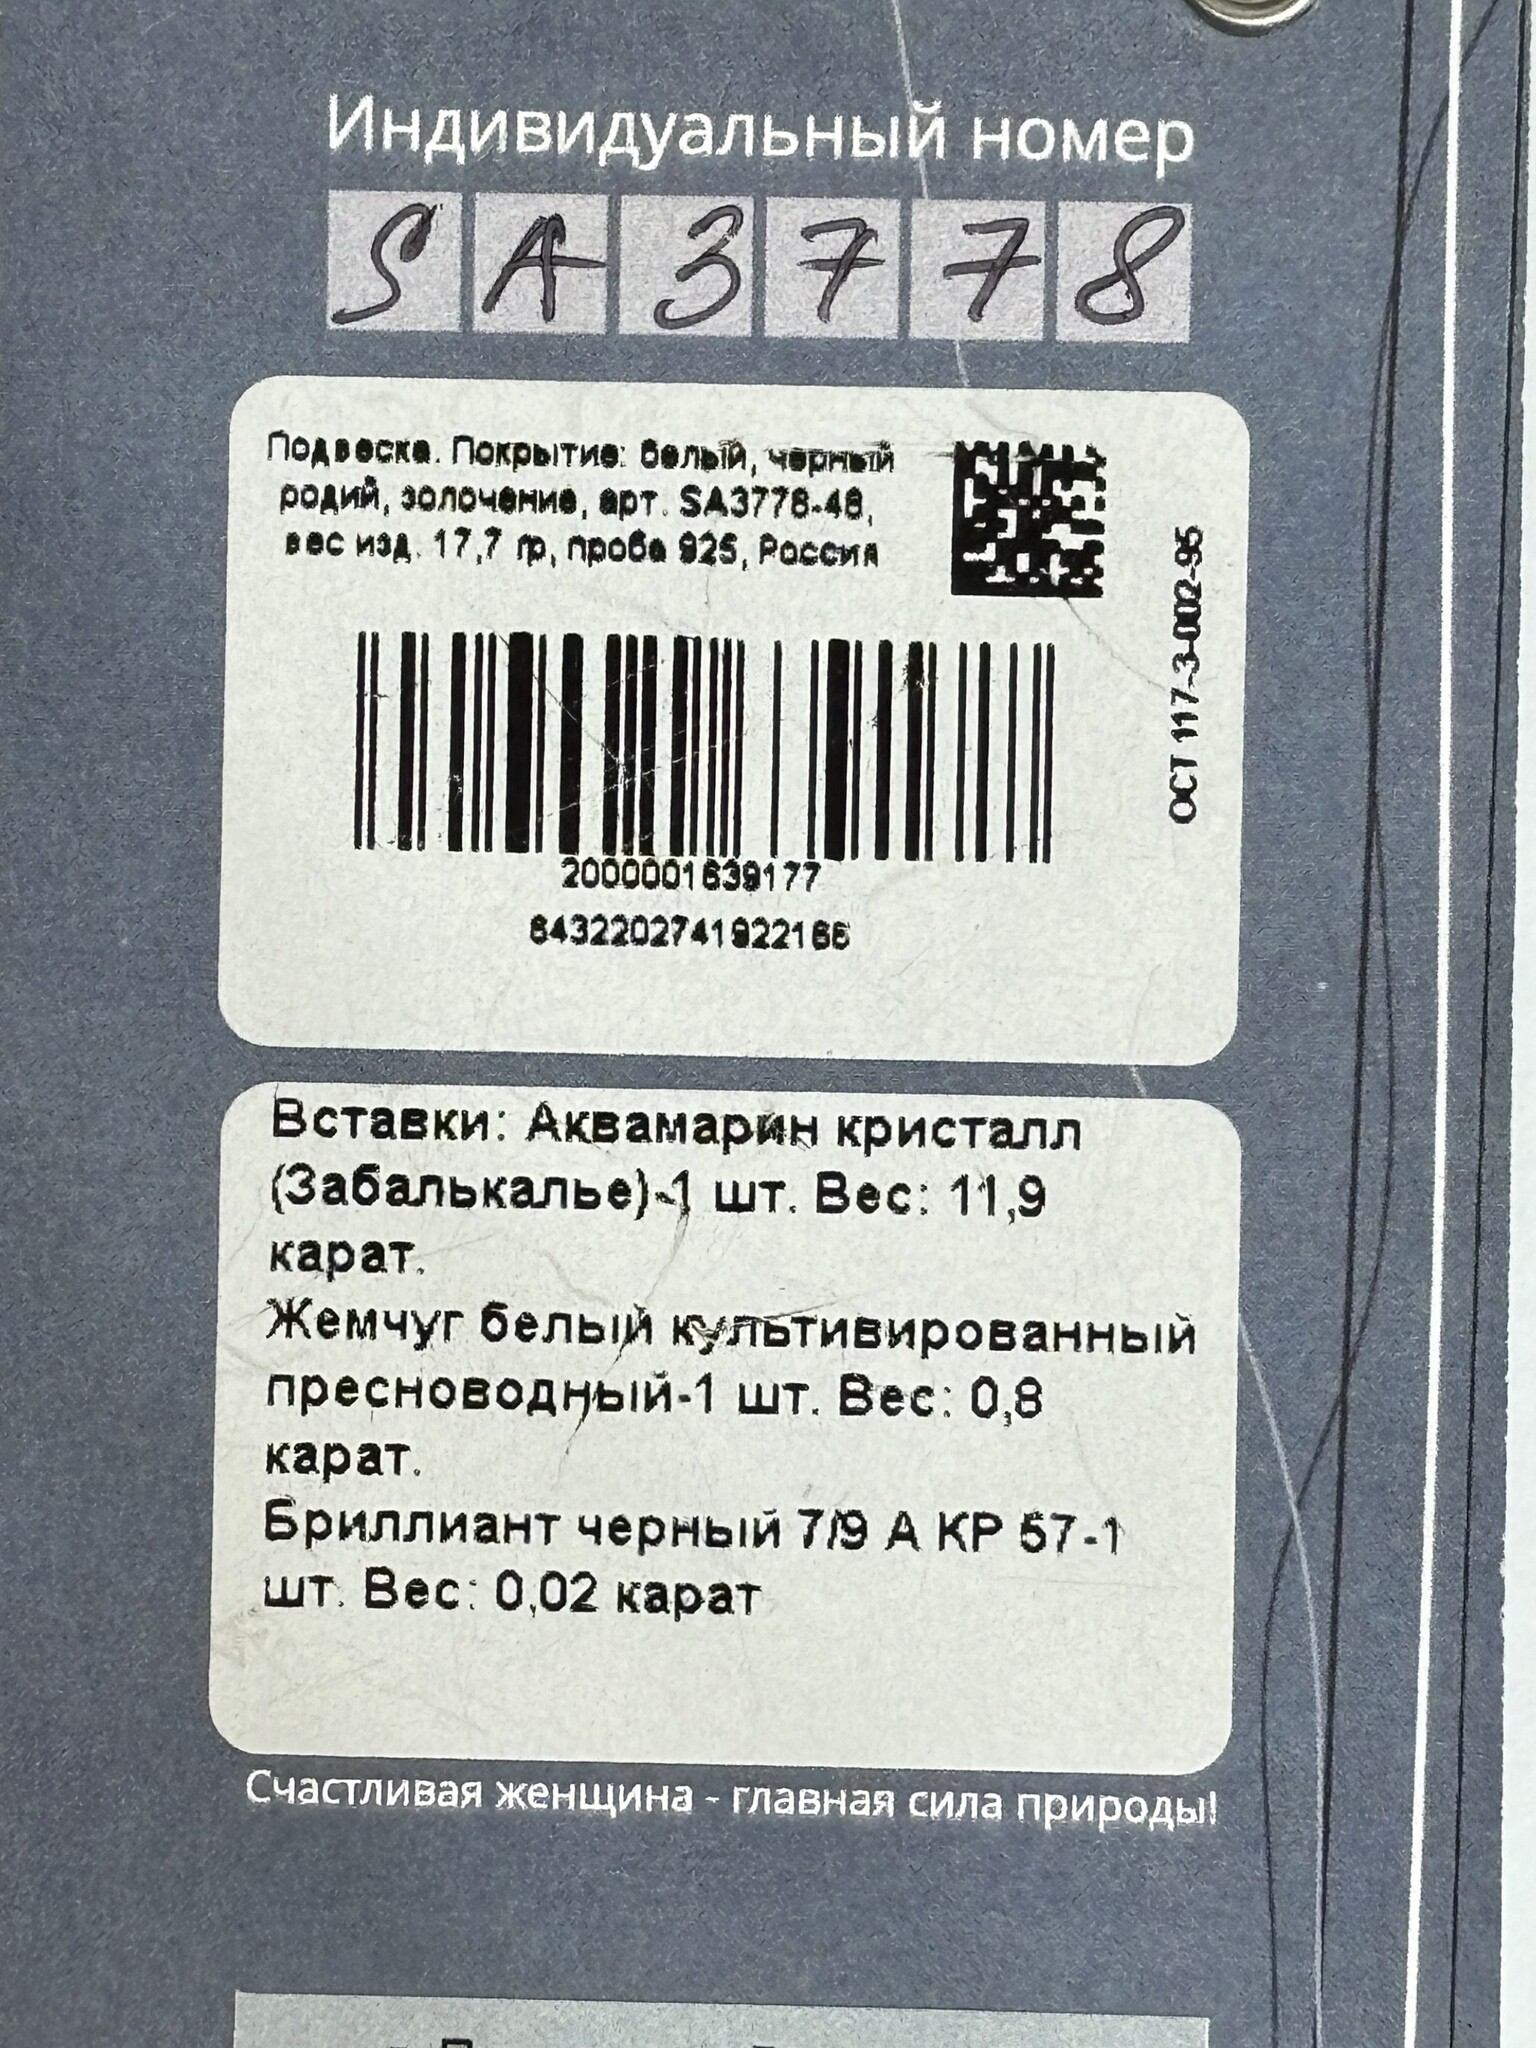 Индивидуальный номер
SA3778
Подвеска. Покрытие: белый, черный
родий, золочение, арт. SA3778-48,
вес изд. 17,7 гр, проба 925, Россия
ОСТ 117-3-002-95
2000001639177
6432202741922166
Вставки: Аквамарин кристалл
(Забалькалье)-1 шт. Вес: 11,9
карат.
Жемчуг белый культивированный
пресноводный-1 шт. Вес: 0,8
карат.
Бриллиант черный 7/9 А КР 57-1
шт. Вес: 0,02 карат
Счастливая женщина - главная сила природы!